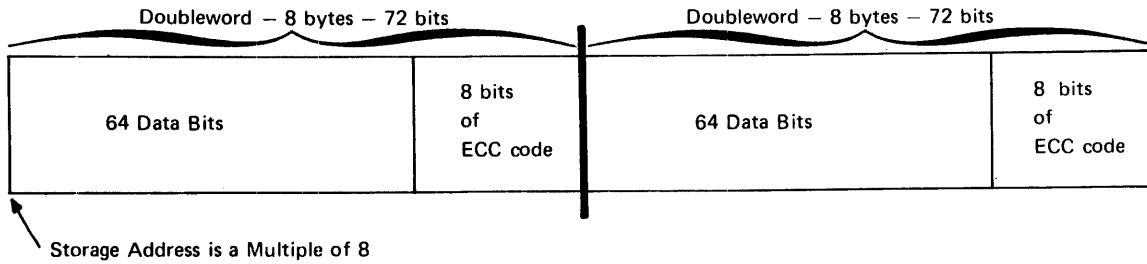 Doubleword – 8 bytes – 72 bits
Doubleword – 8 bytes – 72 bits
64 Data Bits
8 bits
of
ECC code
64 Data Bits
8 bits
of
ECC code
Storage Address is a Multiple of 8